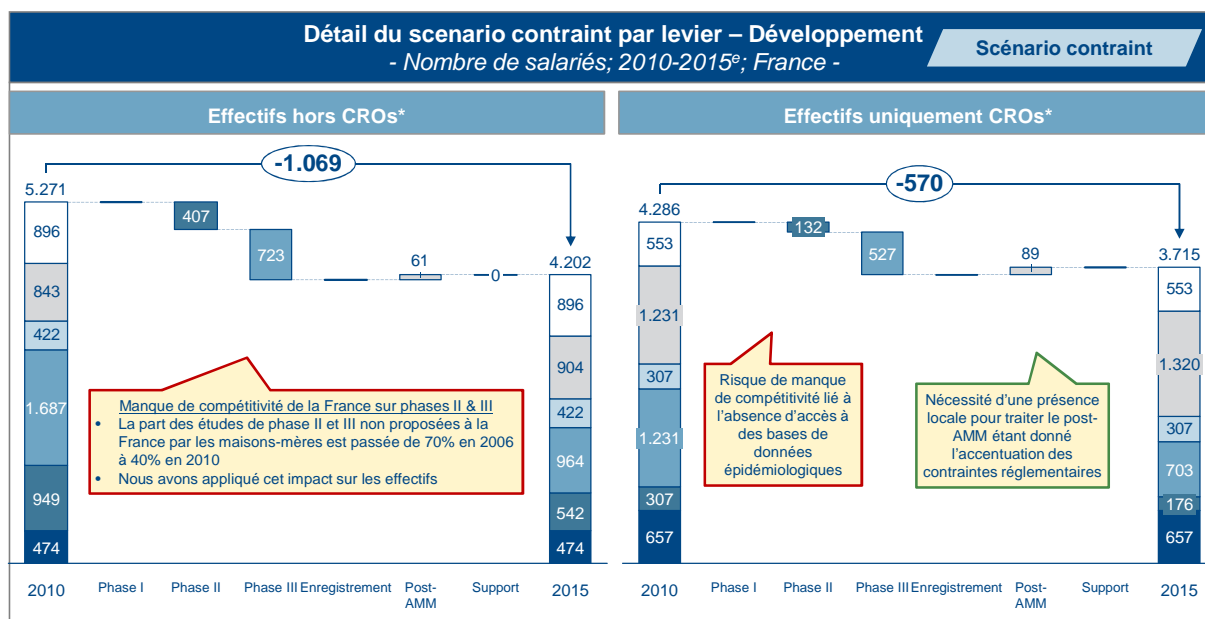 Détail du scenario contraint par levier – Développement
- Nombre de salariés; 2010-2015ᵉ; France -
Scénario contraint
Effectifs hors CROs*
-1.069
5.271
896
843
422
1.687
949
474
407
723
61
0
4.202
896
904
422
964
542
474
Manque de compétitivité de la France sur phases II & III
• La part des études de phase II et III non proposées à la
France par les maisons-mères est passée de 70% en 2006
à 40% en 2010
• Nous avons appliqué cet impact sur les effectifs
2010
Phase I
Phase II
Phase III
Enregistrement
Post-
AMM
Support
2015
Effectifs uniquement CROs*
-570
4.286
553
1.231
307
1.231
307
657
132
527
89
3.715
553
1.320
307
703
176
657
Risque de manque
de compétitivité lié à
l'absence d'accès à
des bases de
données
épidémiologiques
Nécessité d'une présence
locale pour traiter le post-
AMM étant donné
l'accentuation des
contraintes réglementaires
2010
Phase I
Phase II
Phase III
Enregistrement
Post-
AMM
Support
2015